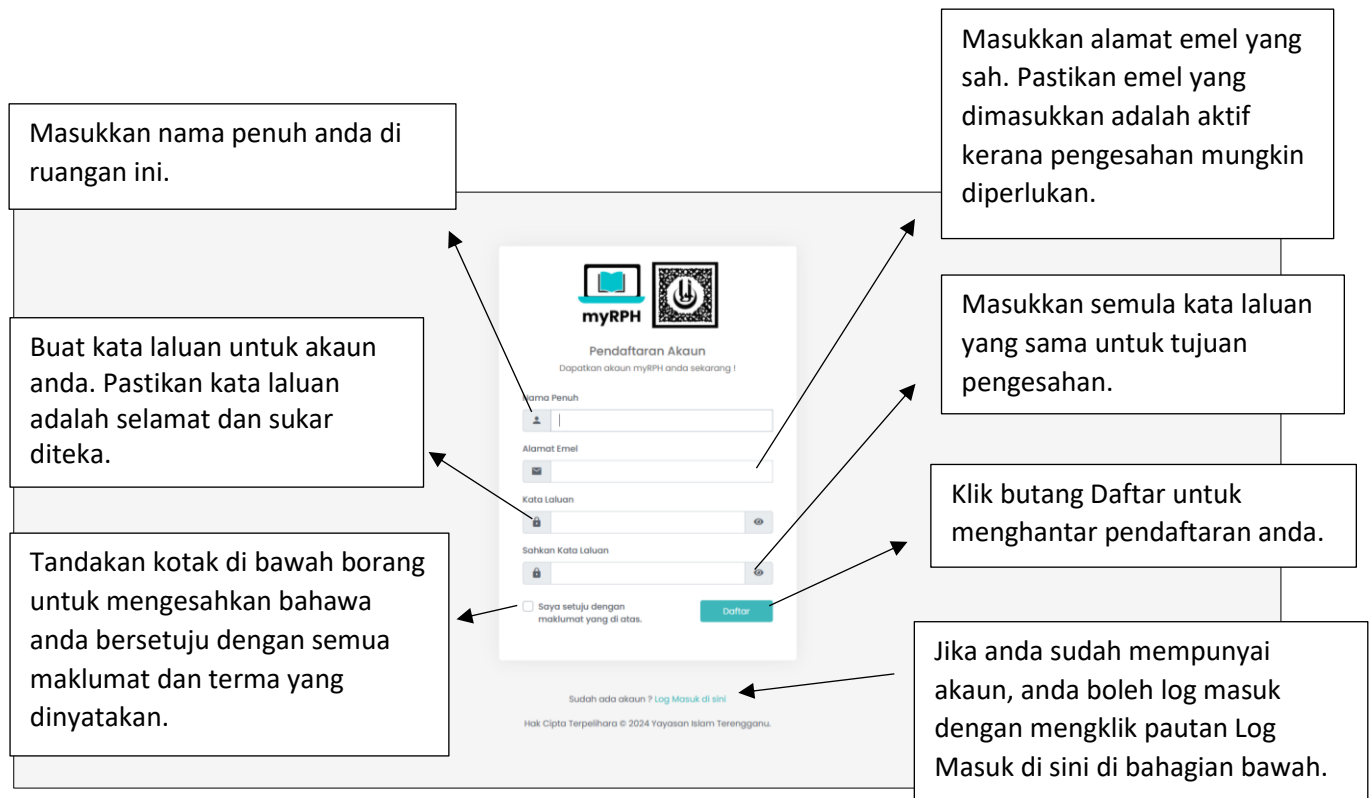 Masukkan alamat emel yang
sah. Pastikan emel yang
dimasukkan adalah aktif
kerana pengesahan mungkin
diperlukan.
Masukkan nama penuh anda di
ruangan ini.
myRPH
Pendaftaran Akaun
Dapatkan akaun myRPH anda sekarang !
Masukkan semula kata laluan
yang sama untuk tujuan
pengesahan.
Buat kata laluan untuk akaun
anda. Pastikan kata laluan
adalah selamat dan sukar
diteka.
Nama Penuh
Alamat Emel
Kata Laluan
Klik butang Daftar untuk
menghantar pendaftaran anda.
Sahkan Kata Laluan
Tandakan kotak di bawah borang
untuk mengesahkan bahawa
anda bersetuju dengan semua
maklumat dan terma yang
dinyatakan.
Saya setuju dengan
maklumat yang di atas.
Daftar
Jika anda sudah mempunyai
akaun, anda boleh log masuk
dengan mengklik pautan Log
Masuk di sini di bahagian bawah.
Sudah ada akaun ? Log Masuk di sini
Hak Cipta Terpelihara © 2024 Yayasan Islam Terengganu.